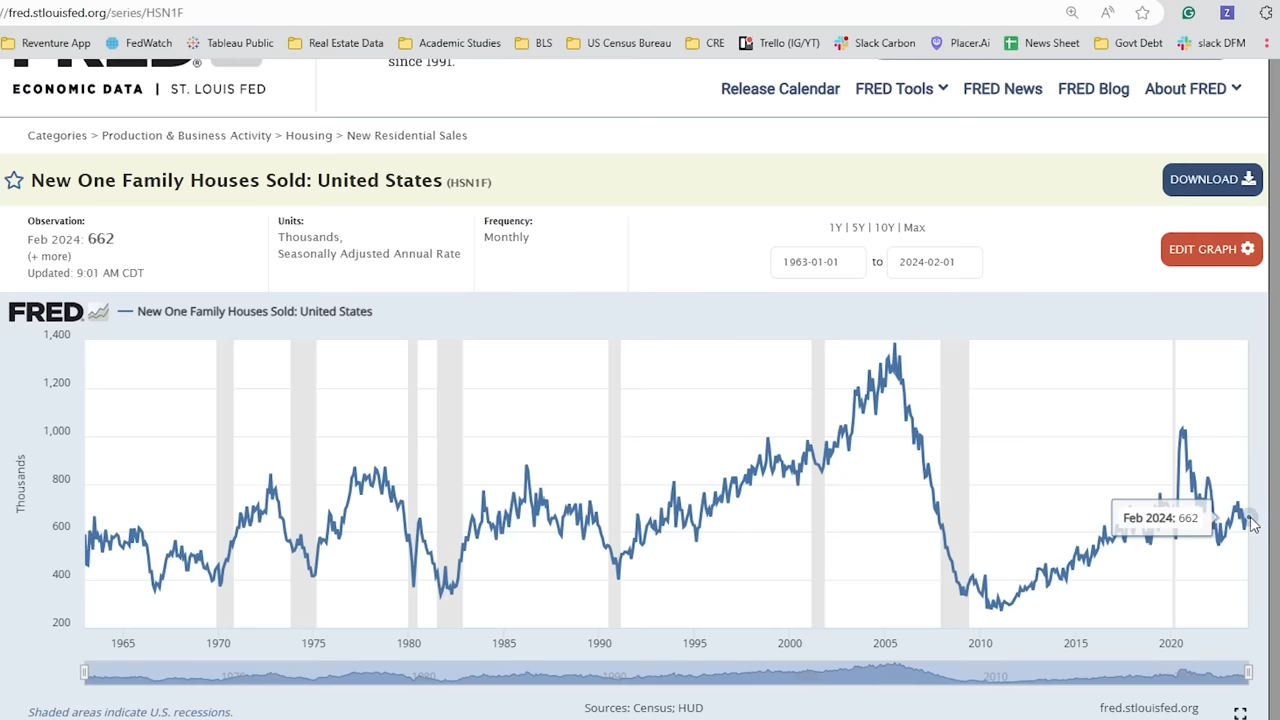 //fred.stlouisfed.org/series/HSN1F
Reventure App FedWatch Tableau Public Real Estate Data Academic Studies BLS US Census Bureau CRE Trello (IG/YT) Slack Carbon Placer.Ai News Sheet Govt Debt slack DFM
FRED®
since 1991.
ECONOMIC DATA | ST. LOUIS FED
Release Calendar FRED Tools FRED News FRED Blog About FRED
Categories > Production & Business Activity > Housing > New Residential Sales
New One Family Houses Sold: United States (HSN1F)
DOWNLOAD
Observation:
Feb 2024: 662
(+ more)
Updated: 9:01 AM CDT
Units:
Thousands,
Seasonally Adjusted Annual Rate
Frequency:
Monthly
1Y | 5Y | 10Y | Max
1963-01-01 to 2024-02-01
EDIT GRAPH
FRED New One Family Houses Sold: United States
1,400
1,200
1,000
800
600
400
200
Thousands
Feb 2024: 662
1965 1970 1975 1980 1985 1990 1995 2000 2005 2010 2015 2020
1970 1980 1990 2010
Shaded areas indicate U.S. recessions.
Sources: Census; HUD
fred.stlouisfed.org